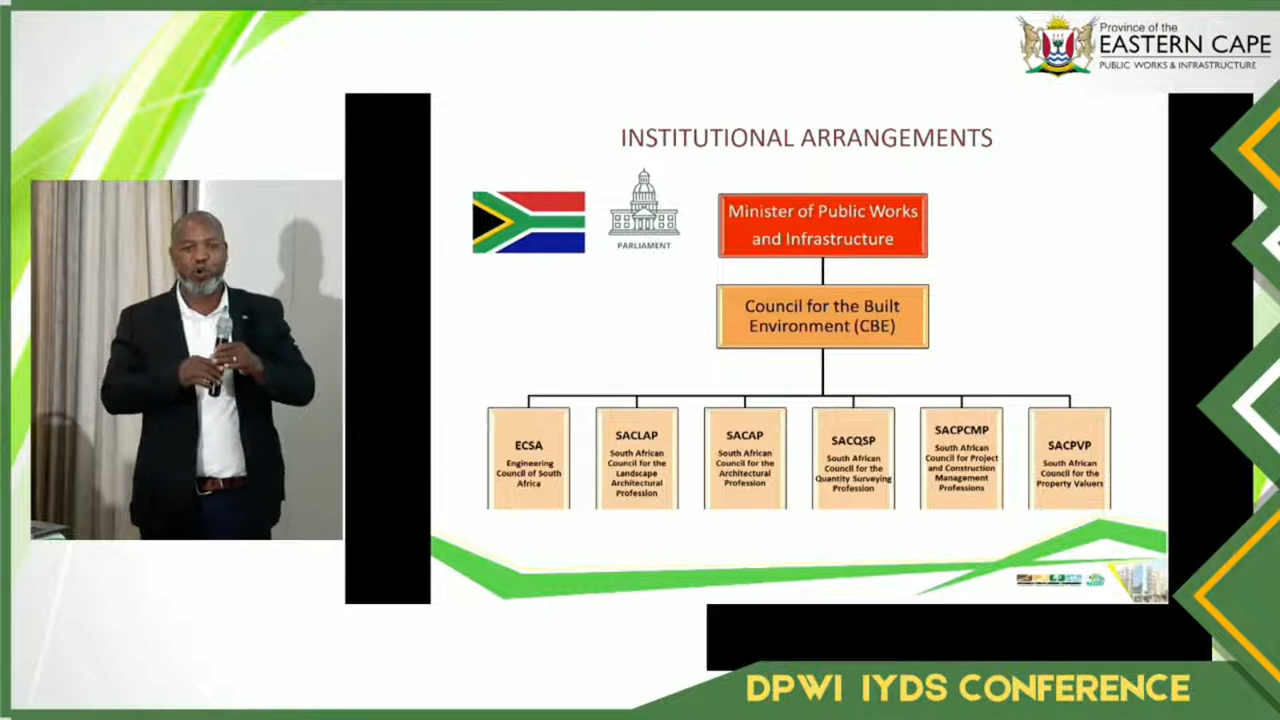 Province of the
EASTERN CAPE
PUBLIC WORKS & INFRASTRUCTURE
INSTITUTIONAL ARRANGEMENTS
PARLIAMENT
Minister of Public Works
and Infrastructure
Council for the Built
Environment (CBE)
ECSA
Engineering
Council of South
Africa
SACLAP
South African
Council for the
Landscape
Architectural
Profession
SACAP
South African
Council for the
Architectural
Profession
SACQSP
South African
Council for the
Quantity Surveying
Profession
SACPCMP
South African
Council for Project
and Construction
Management
Professions
SACPVP
South African
Council for the
Property Valuers
DPWI IYDS CONFERENCE